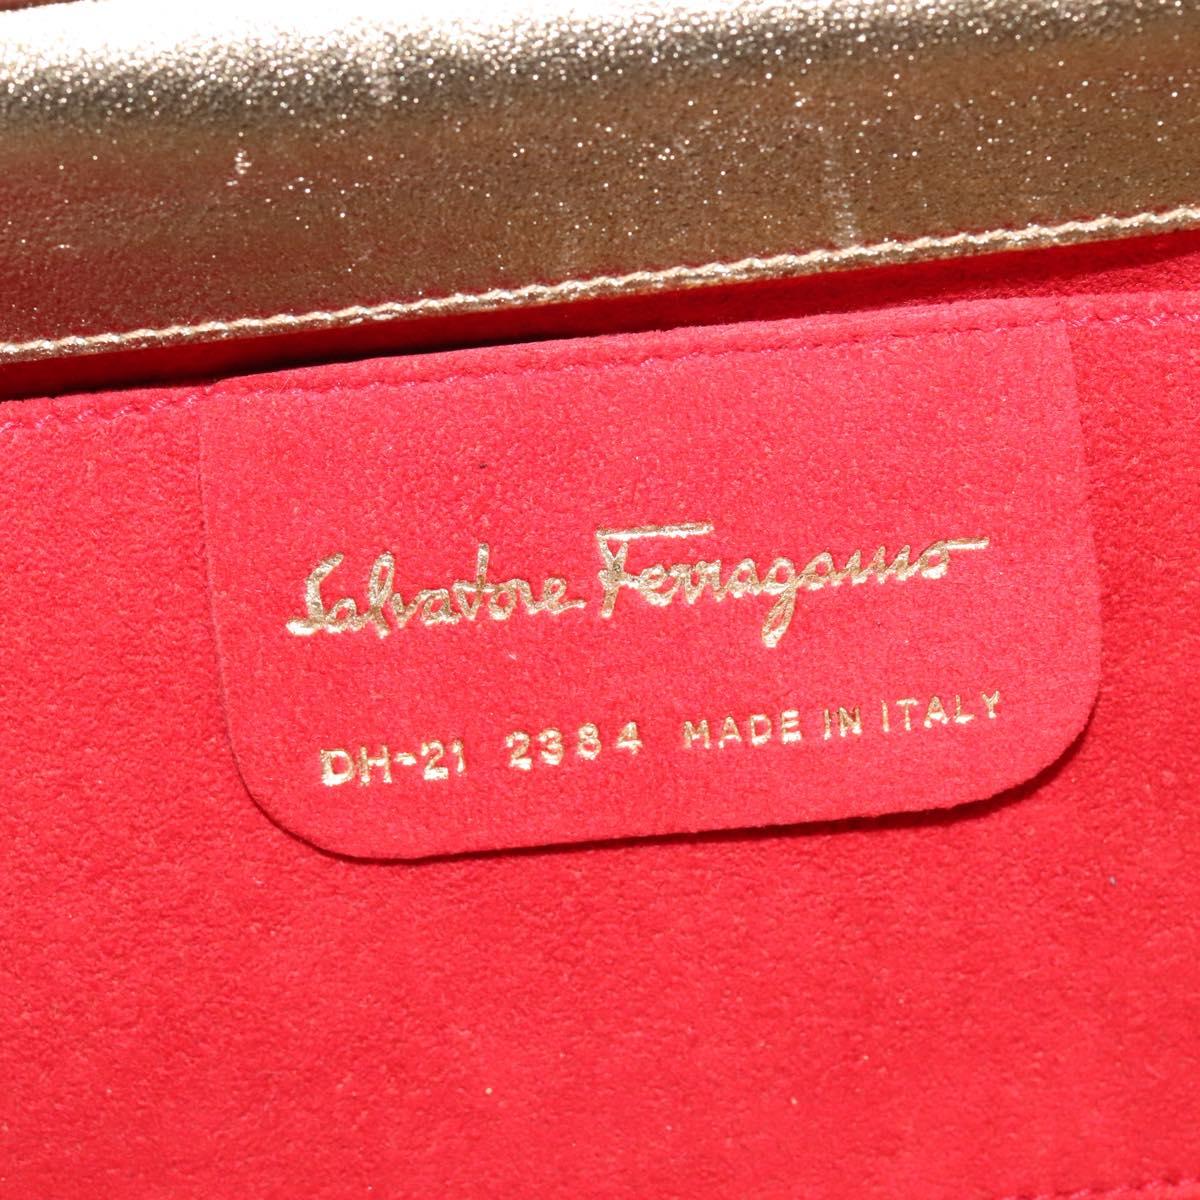 Salvatore Ferragamo
DH-21 2384 MADE IN ITALY